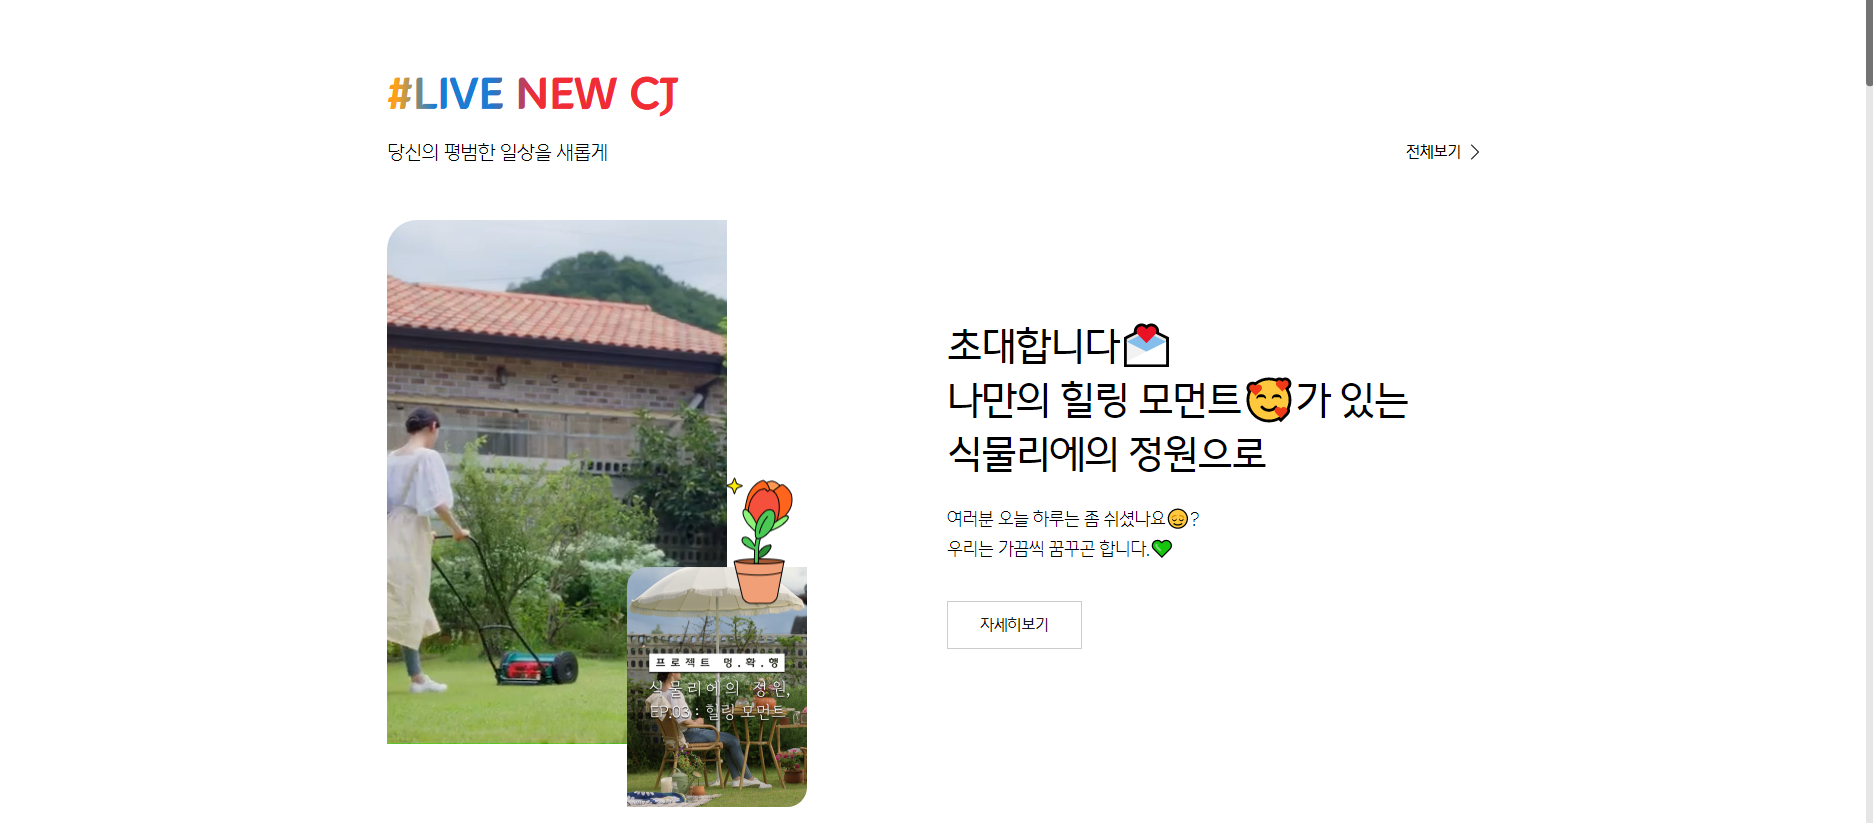 #LIVE NEW CJ
당신의 평범한 일상을 새롭게
전체보기
초대합니다
나만의 힐링 모먼트가 있는
식물리에의 정원으로
여러분 오늘 하루는 좀 쉬셨나요?
우리는 가끔씩 꿈꾸곤 합니다.
자세히보기
프로젝트 멍.확.행
식물리에의 정원,
EP.03 : 힐링 모먼트